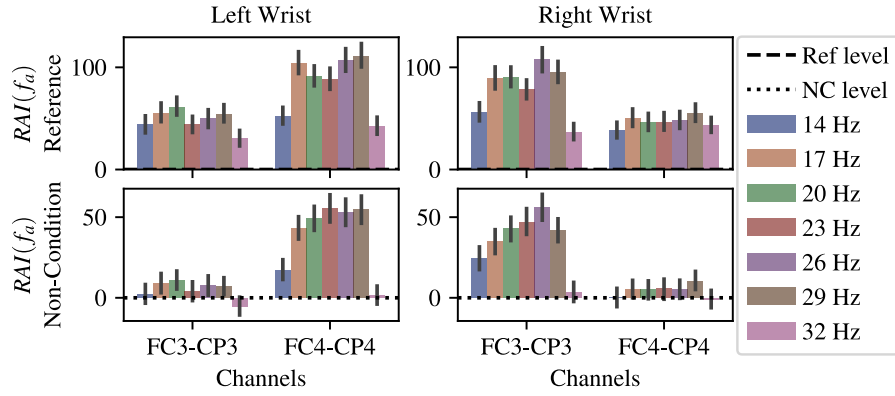 Left Wrist
Right Wrist
RAI(fa)
Reference
100
0
100
0
RAI(fa)
Non-Condition
50
0
50
0
FC3-CP3
FC4-CP4
FC3-CP3
FC4-CP4
Channels
Channels
Ref level
NC level
14 Hz
17 Hz
20 Hz
23 Hz
26 Hz
29 Hz
32 Hz